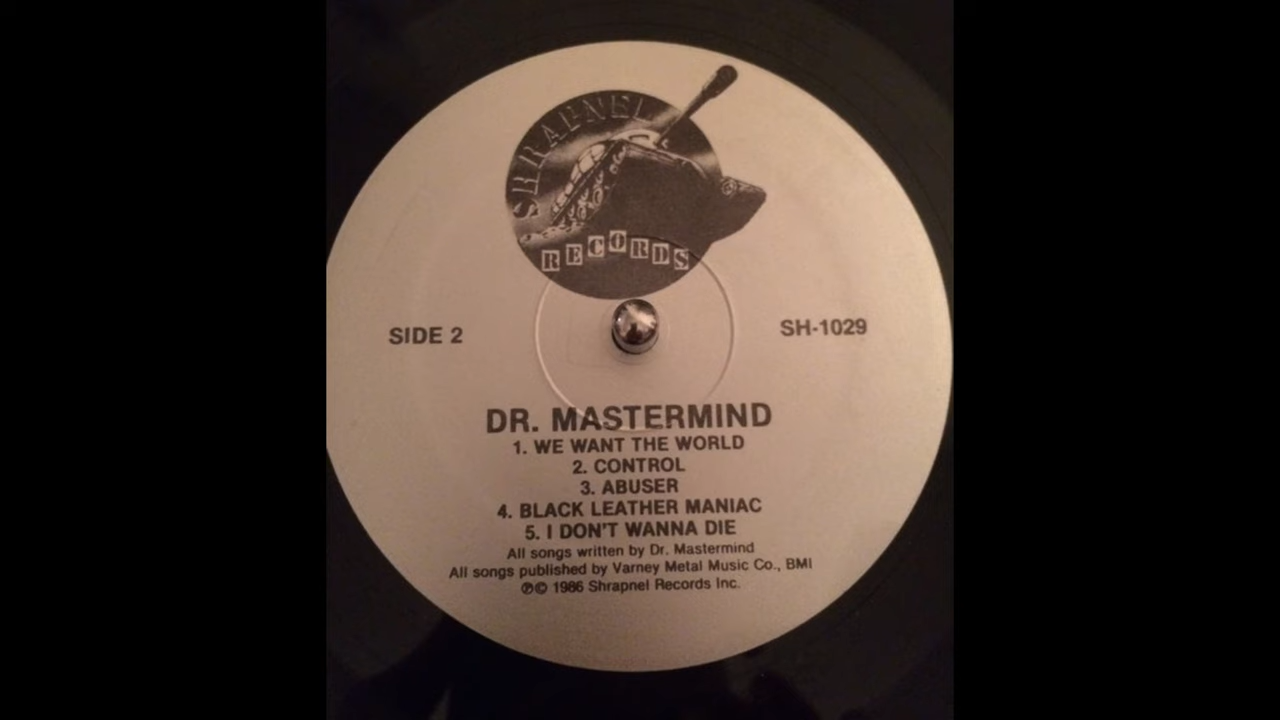 SHRAPNEL
RECORDS
SIDE 2
SH-1029
DR. MASTERMIND
1. WE WANT THE WORLD
2. CONTROL
3. ABUSER
4. BLACK LEATHER MANIAC
5. I DON'T WANNA DIE
All songs written by Dr. Mastermind
All songs published by Varney Metal Music Co., BMI
℗© 1986 Shrapnel Records Inc.